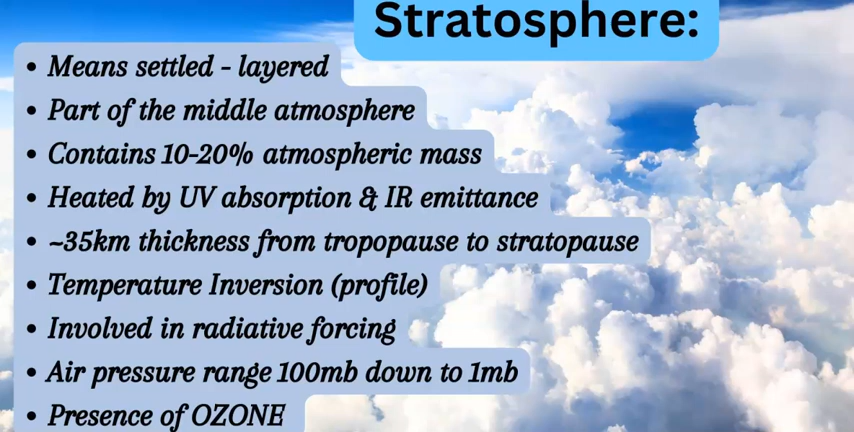 Stratosphere:
• Means settled - layered
• Part of the middle atmosphere
• Contains 10-20% atmospheric mass
• Heated by UV absorption & IR emittance
• ~35km thickness from tropopause to stratopause
• Temperature Inversion (profile)
• Involved in radiative forcing
• Air pressure range 100mb down to 1mb
• Presence of OZONE